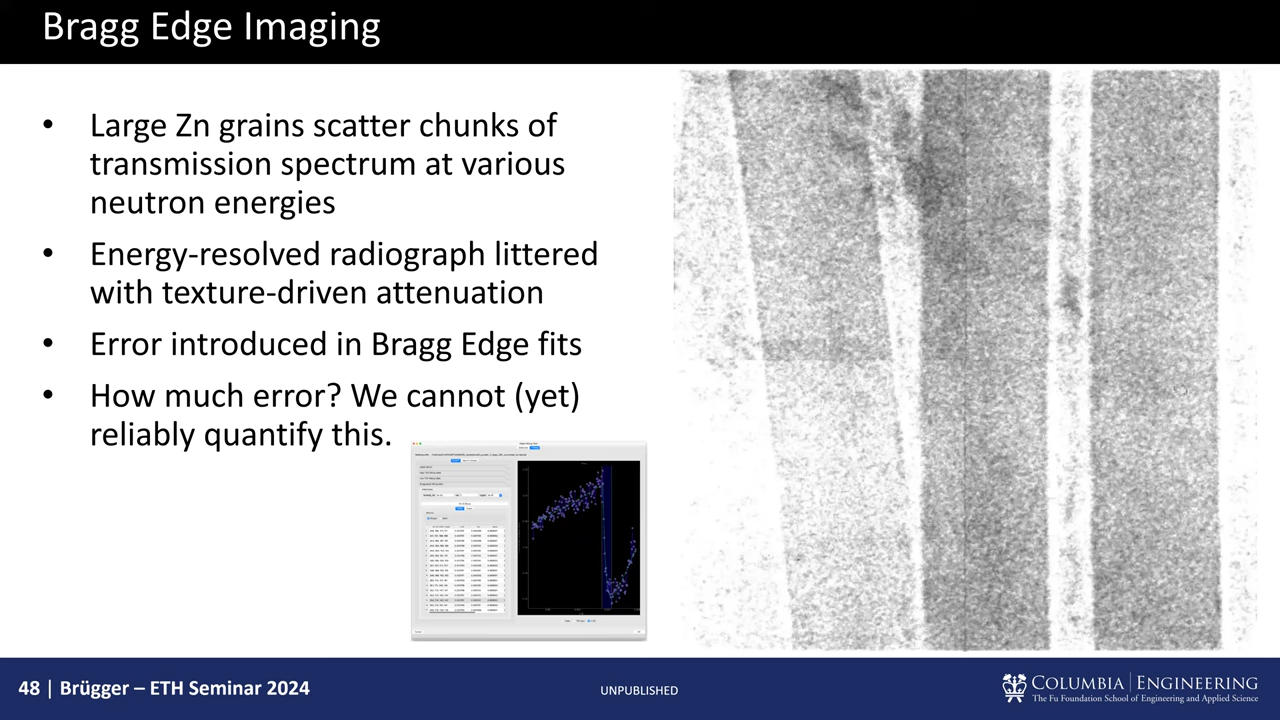 Bragg Edge Imaging
• Large Zn grains scatter chunks of
transmission spectrum at various
neutron energies
• Energy-resolved radiograph littered
with texture-driven attenuation
• Error introduced in Bragg Edge fits
• How much error? We cannot (yet)
reliably quantify this.
48 | Brügger – ETH Seminar 2024
UNPUBLISHED
COLUMBIA | ENGINEERING
The Fu Foundation School of Engineering and Applied Science